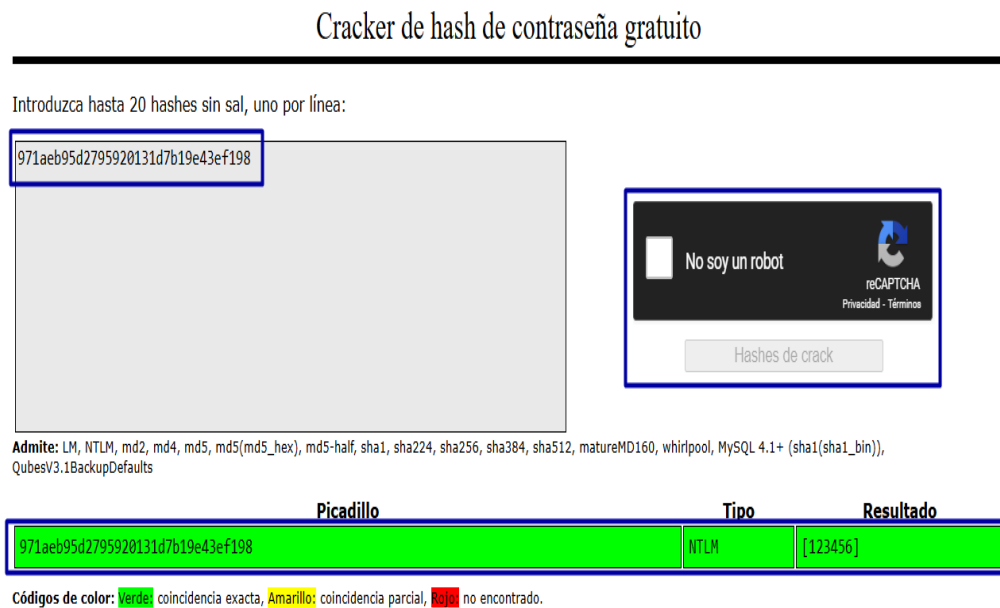 Cracker de hash de contraseña gratuito
Introduzca hasta 20 hashes sin sal, uno por línea:
971aeb95d2795920131d7b19e43ef198
No soy un robot
reCAPTCHA
Privacidad - Términos
Hashes de crack
Admite: LM, NTLM, md2, md4, md5, md5(md5_hex), md5-half, sha1, sha224, sha256, sha384, sha512, matureMD160, whirlpool, MySQL 4.1+ (sha1(sha1_bin)),
QubesV3.1BackupDefaults
Picadillo Tipo Resultado
971aeb95d2795920131d7b19e43ef198 NTLM [123456]
Códigos de color: Verde: coincidencia exacta, Amarillo: coincidencia parcial, Rojo: no encontrado.